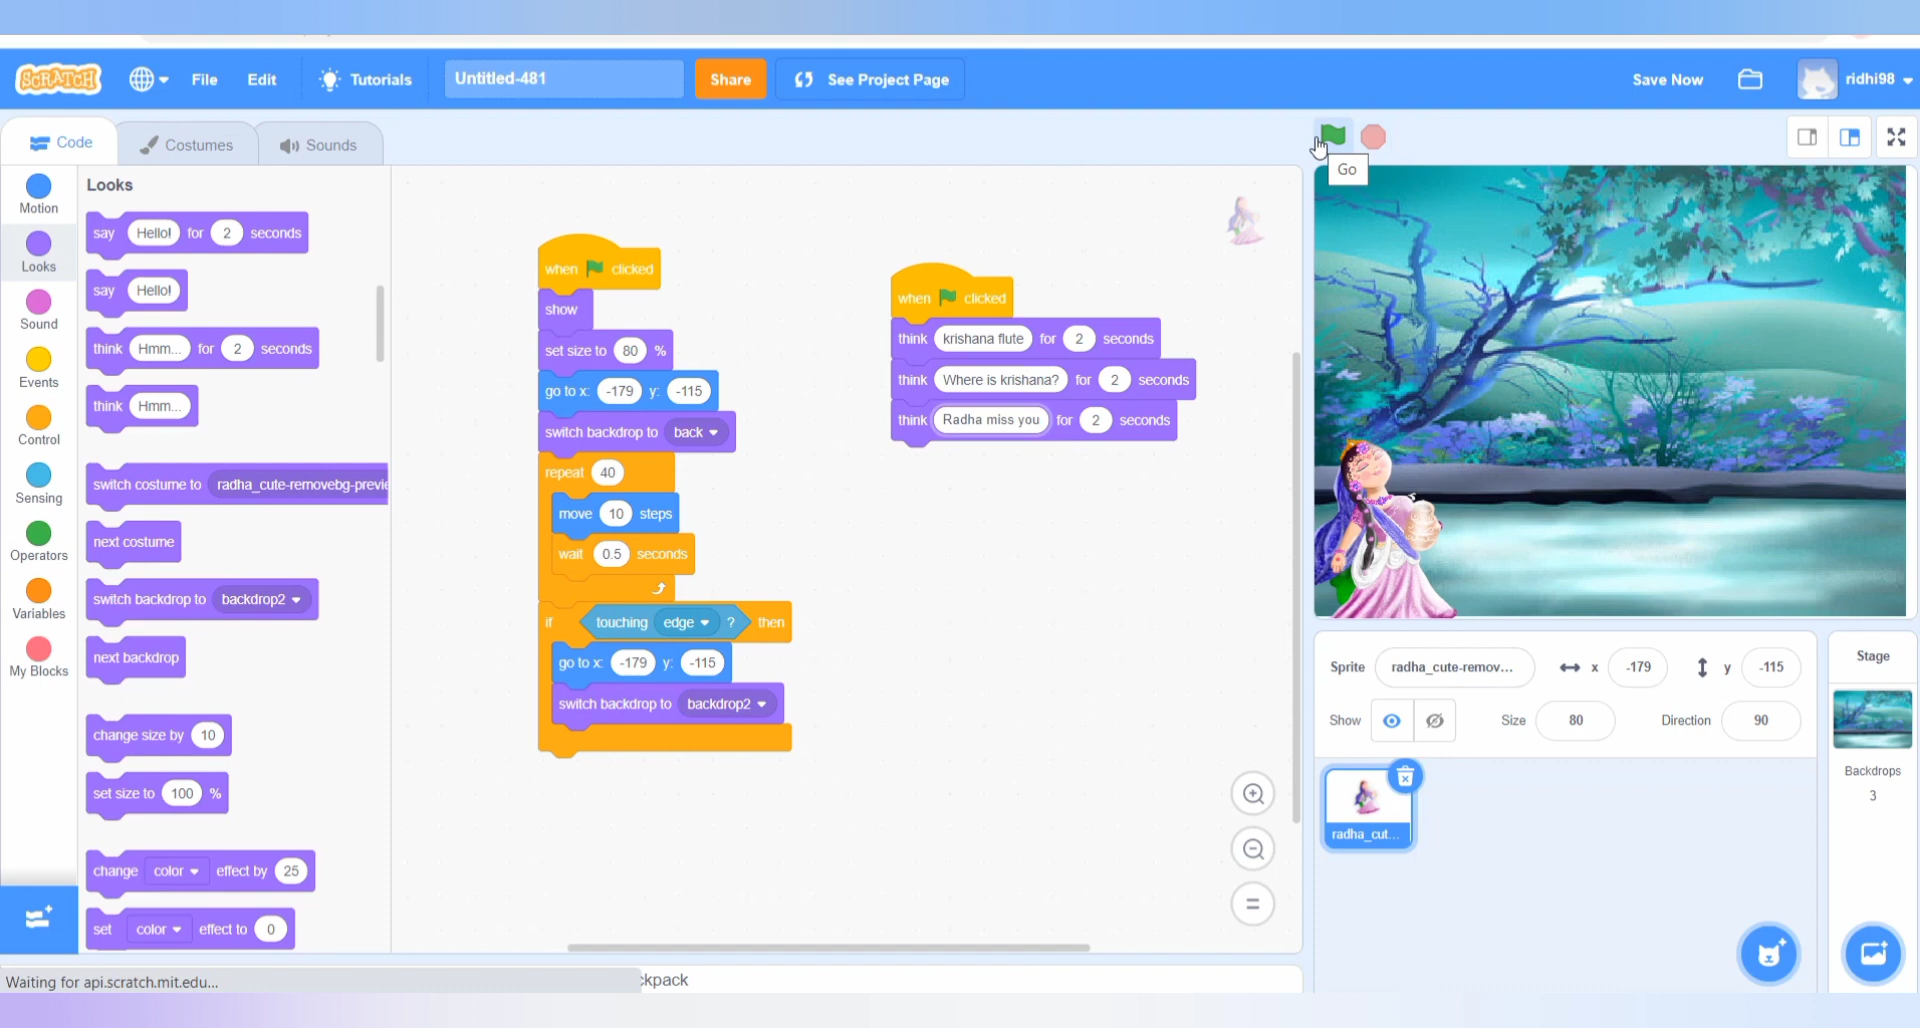 SCRATCH File Edit Tutorials Untitled-481 Share See Project Page Save Now ridhi98
Code Costumes Sounds
Go
Motion
Looks
Sound
Events
Control
Sensing
Operators
Variables
My Blocks
Looks
say Hello! for 2 seconds
say Hello!
think Hmm... for 2 seconds
think Hmm...
switch costume to radha_cute-removebg-previe
next costume
switch backdrop to backdrop2
next backdrop
change size by 10
set size to 100 %
change color effect by 25
set color effect to 0
when clicked
show
set size to 80 %
go to x: -179 y: -115
switch backdrop to back
repeat 40
move 10 steps
wait 0.5 seconds
if touching edge ? then
go to x: -179 y: -115
switch backdrop to backdrop2
when clicked
think krishana flute for 2 seconds
think Where is krishana? for 2 seconds
think Radha miss you for 2 seconds
Sprite radha_cute-remov... x -179 y -115
Show Size 80 Direction 90
radha_cut...
Stage
Backdrops
3
Waiting for api.scratch.mit.edu...
ckpack